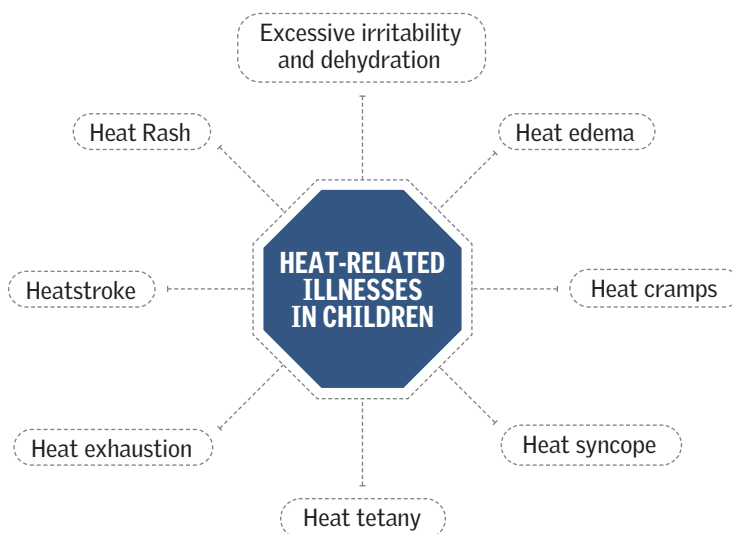 Excessive irritability
and dehydration
Heat Rash
Heat edema
Heatstroke
HEAT-RELATED
ILLNESSES
IN CHILDREN
Heat cramps
Heat exhaustion
Heat syncope
Heat tetany